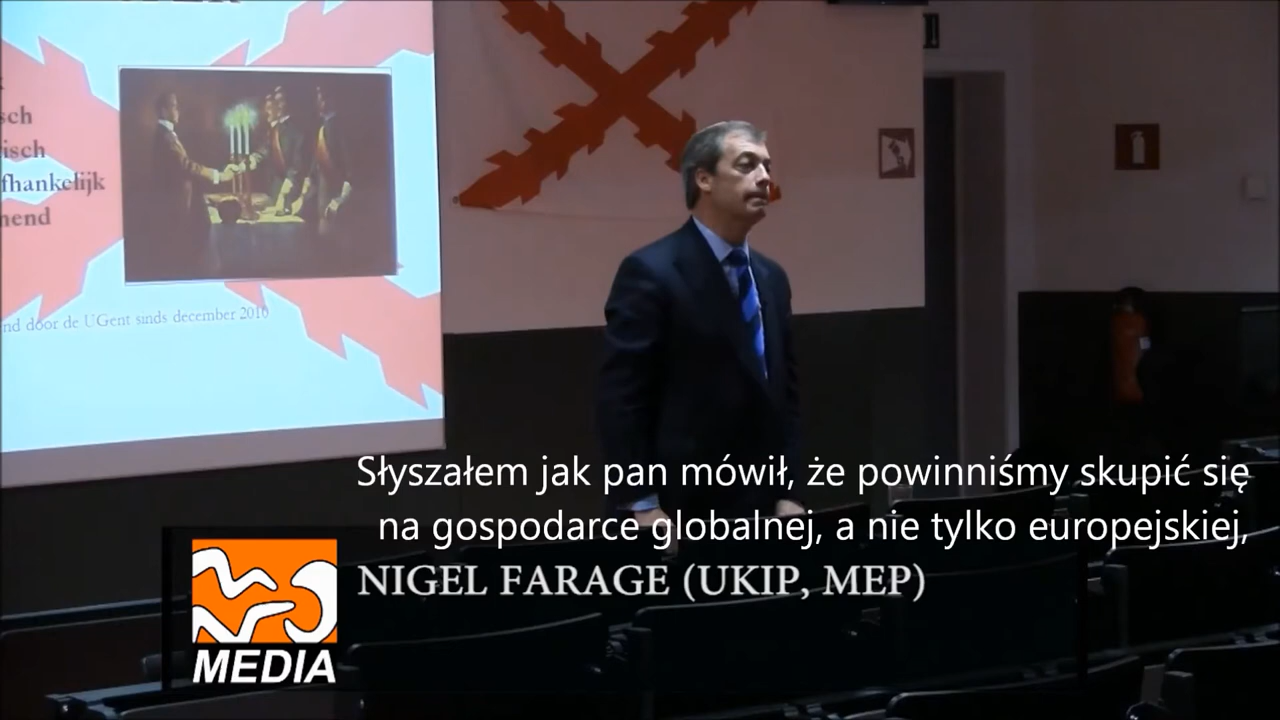 sch
isch
fhankelijk
nend
nd door de UGent sinds december 2010
Słyszałem jak pan mówił, że powinniśmy skupić się
na gospodarce globalnej, a nie tylko europejskiej,
NIGEL FARAGE (UKIP, MEP)
MEDIA